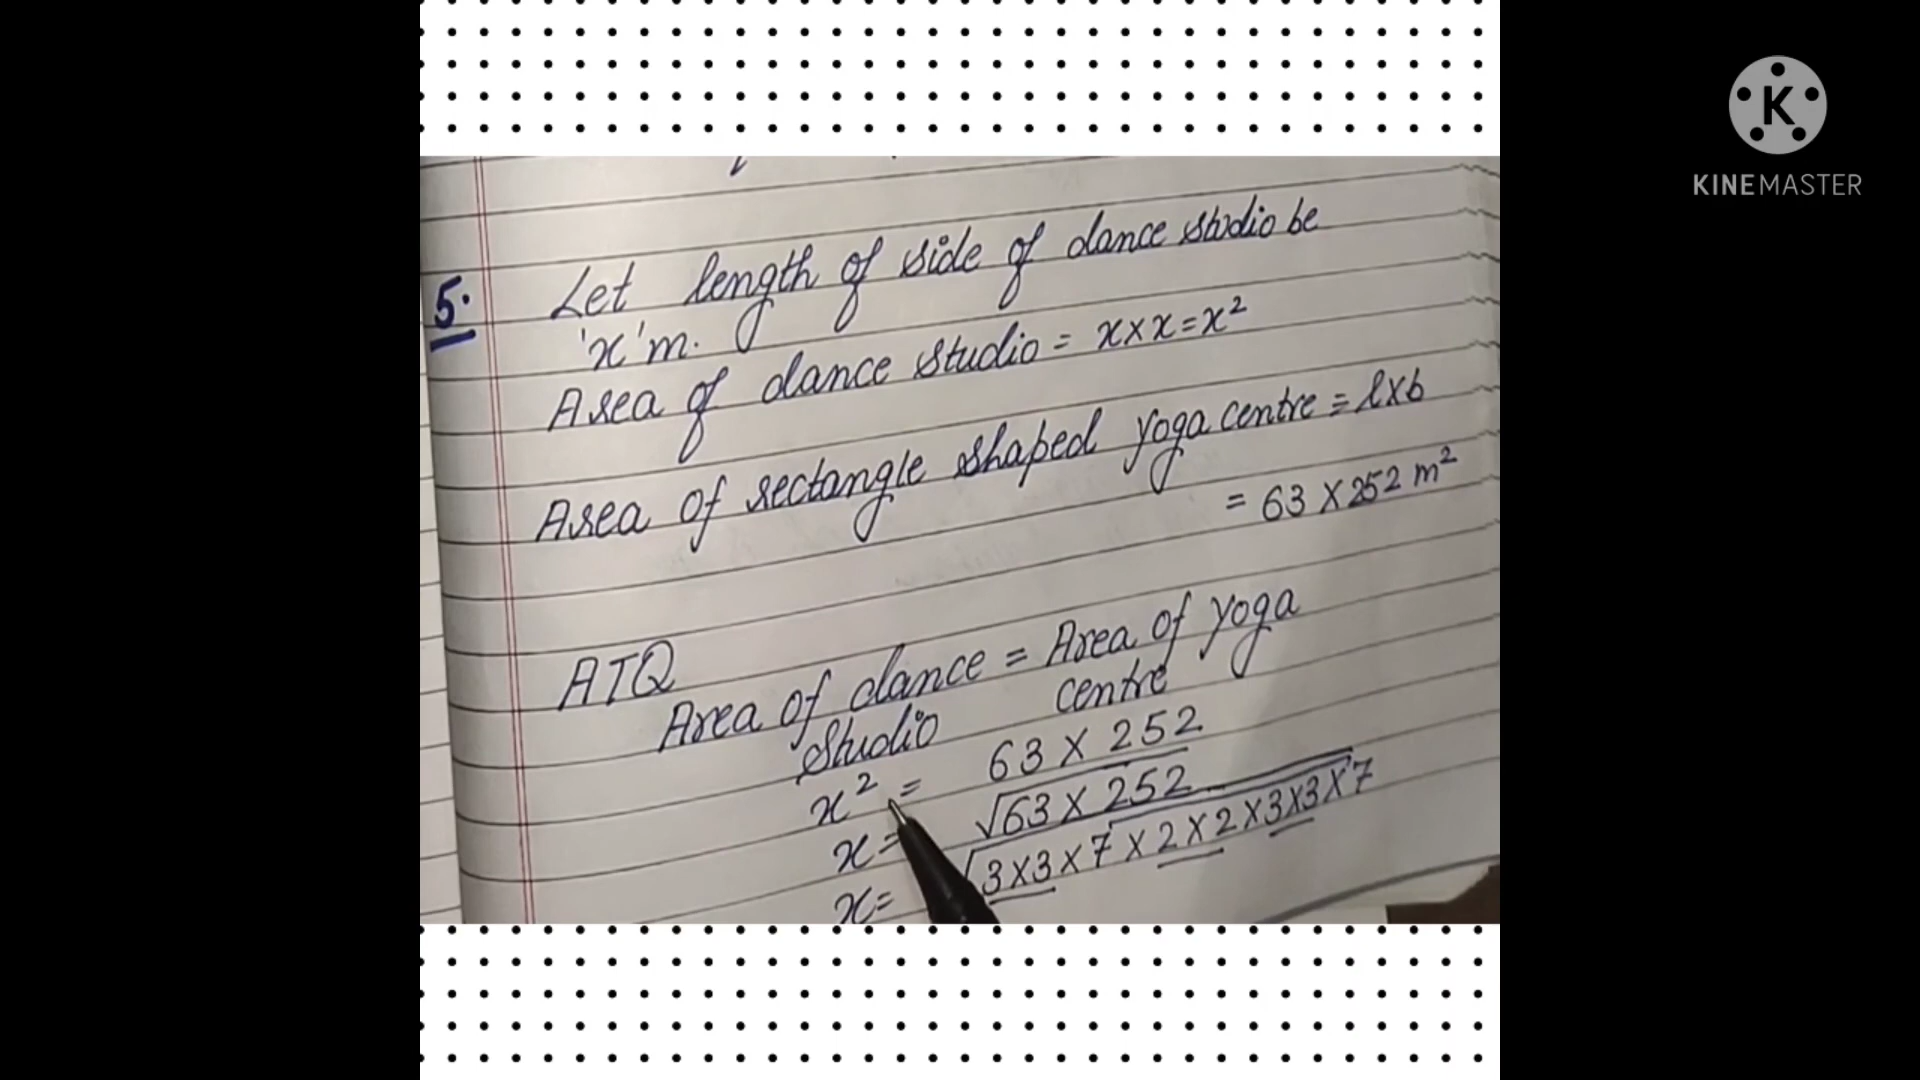 K
KINEMASTER
5. Let length of side of dance studio be
'x' m.
Area of dance studio = x×x=x²
Area of rectangle shaped yoga centre = l×b
= 63 × 252 m²
ATQ
Area of dance = Area of yoga
studio centre
x² = 63 × 252
x = √63 × 252
x = √3×3×7×2×2×3×3×7